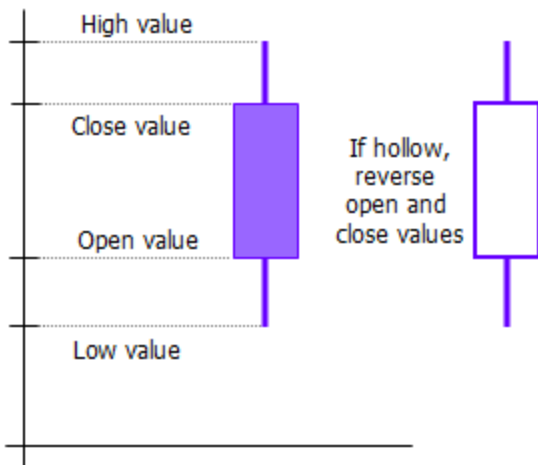 High value
Close value
If hollow,
reverse
open and
close values
Open value
Low value